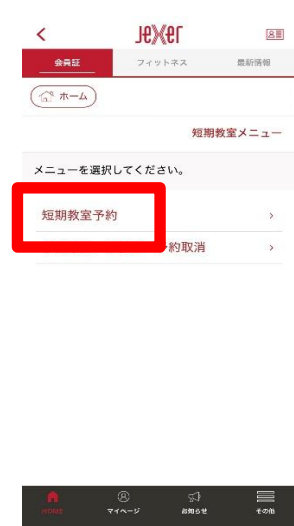 Jexer
会員証 フィットネス 最新情報
ホーム
短期教室メニュー
メニューを選択してください。
短期教室予約
約取消
HOME マイページ お知らせ その他